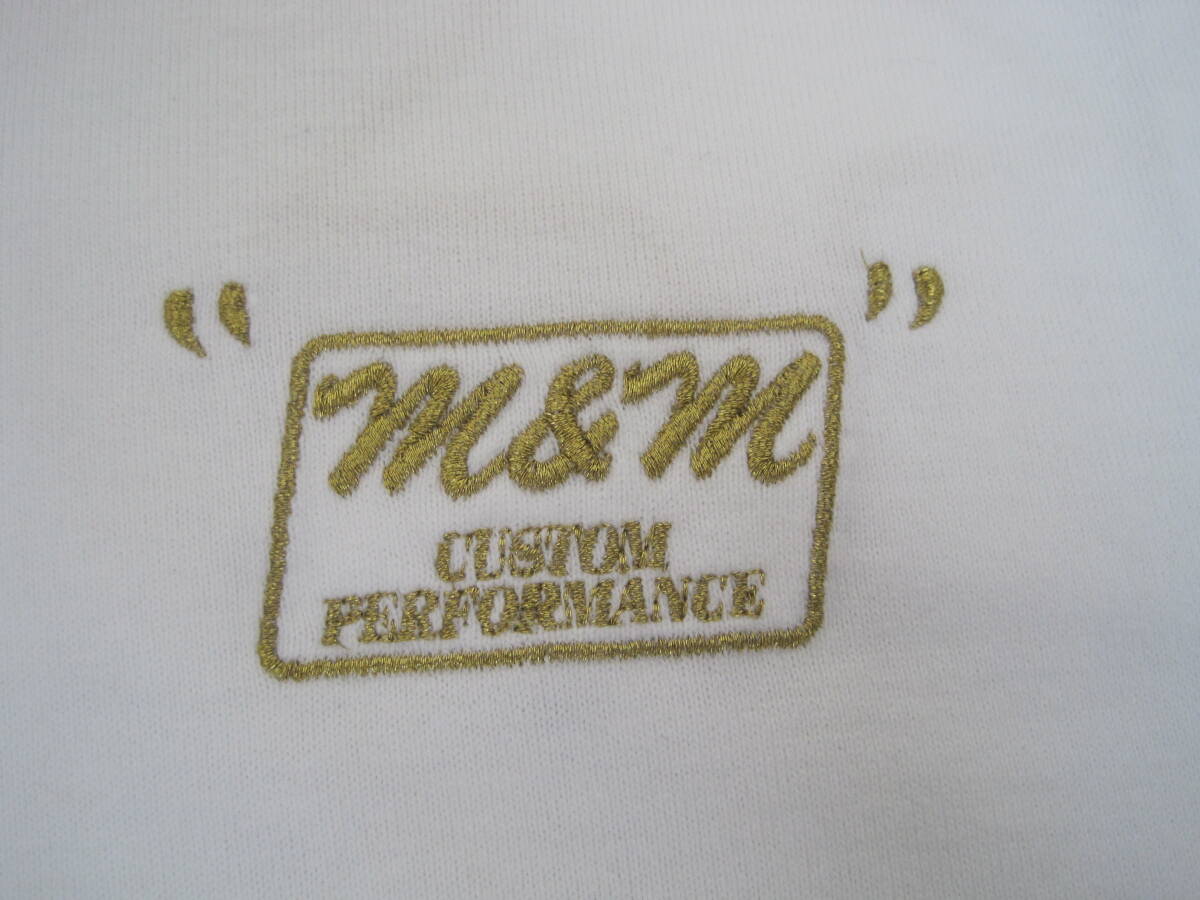 “ M&M ”
CUSTOM
PERFORMANCE